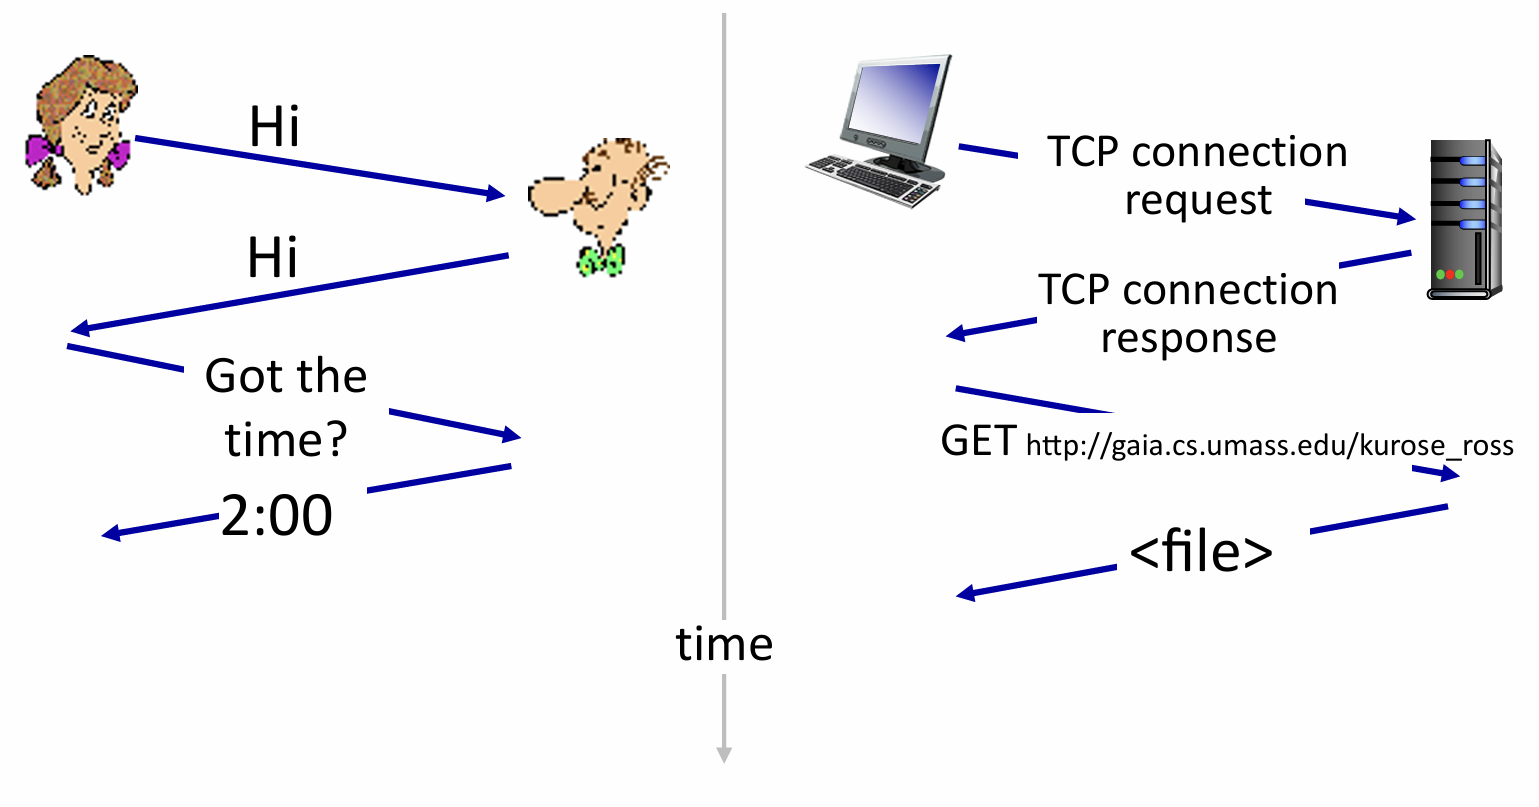 Hi
Hi
Got the
time?
2:00
time
TCP connection
request
TCP connection
response
GET http://gaia.cs.umass.edu/kurose_ross
<file>